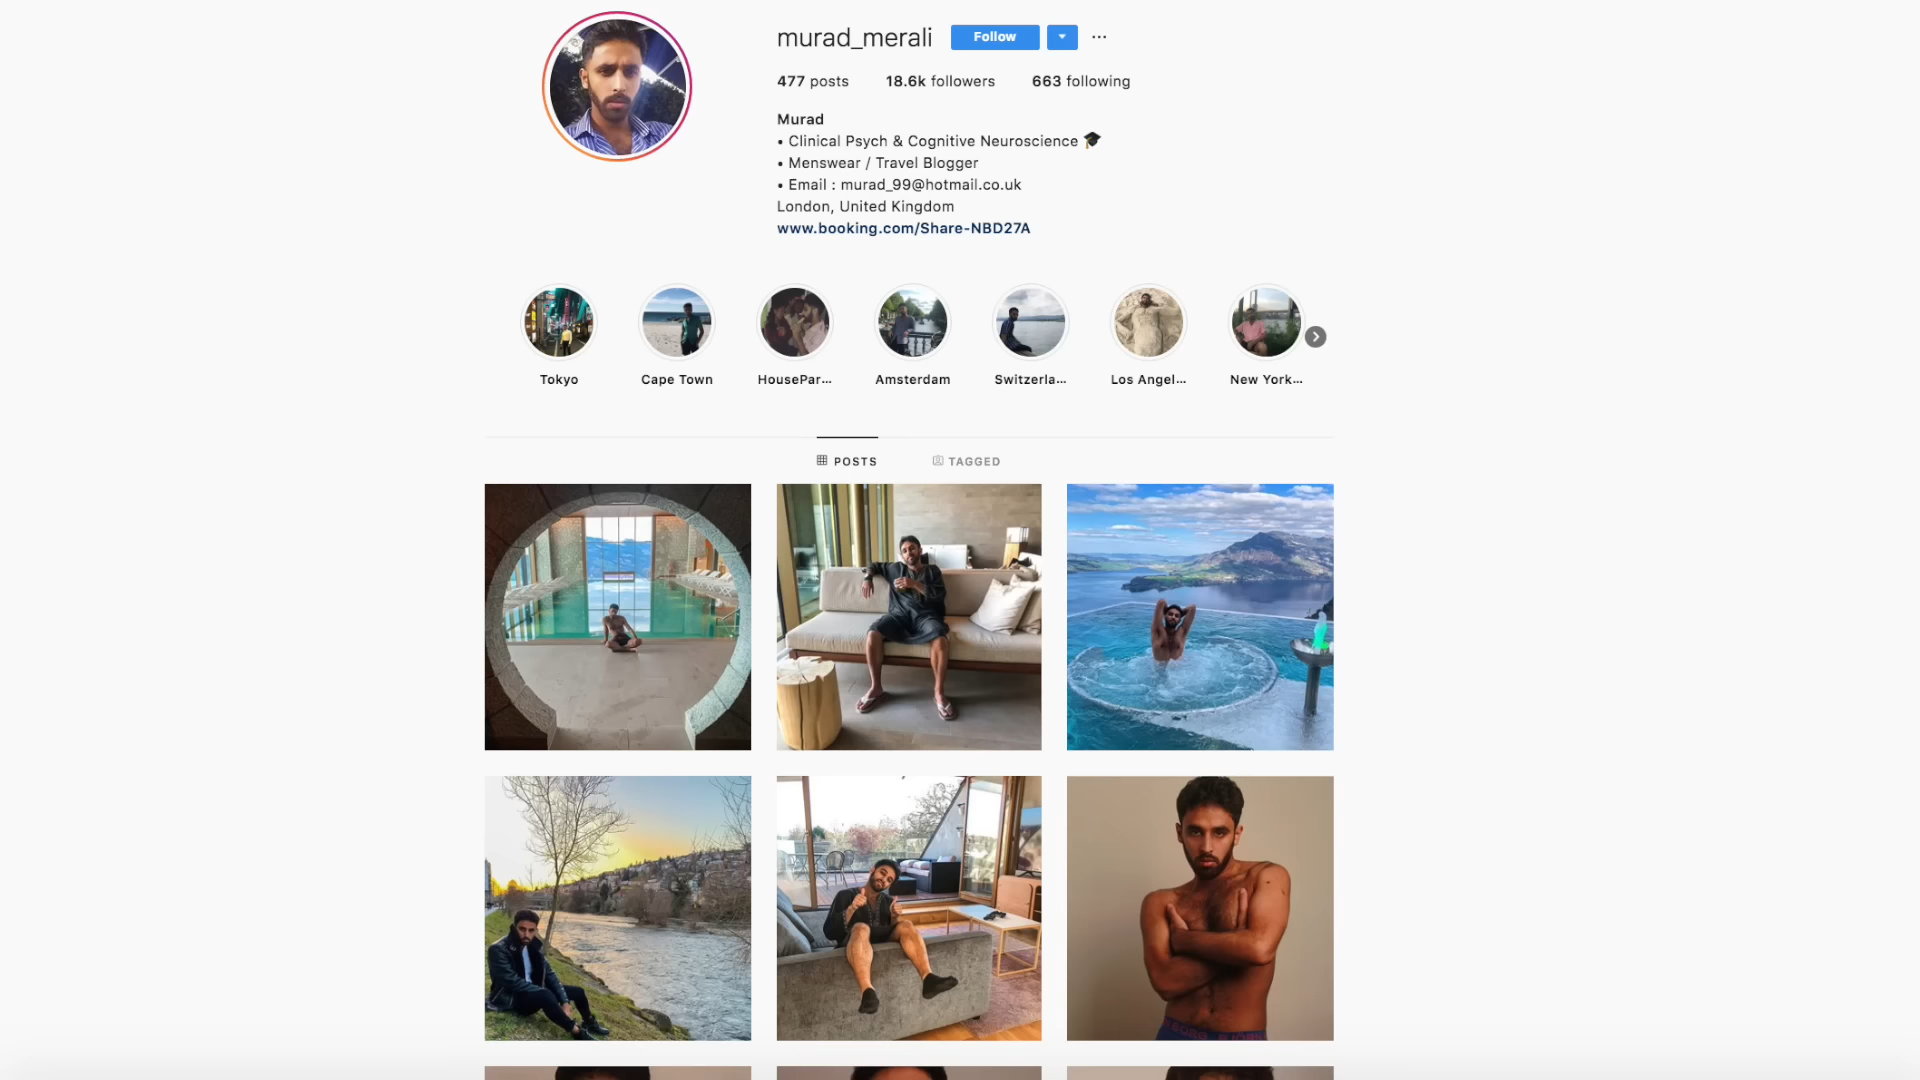 murad_merali Follow
477 posts 18.6k followers 663 following
Murad
• Clinical Psych & Cognitive Neuroscience 🎓
• Menswear / Travel Blogger
• Email : murad_99@hotmail.co.uk
London, United Kingdom
www.booking.com/Share-NBD27A
Tokyo Cape Town HousePar... Amsterdam Switzerla... Los Angel... New York...
POSTS TAGGED